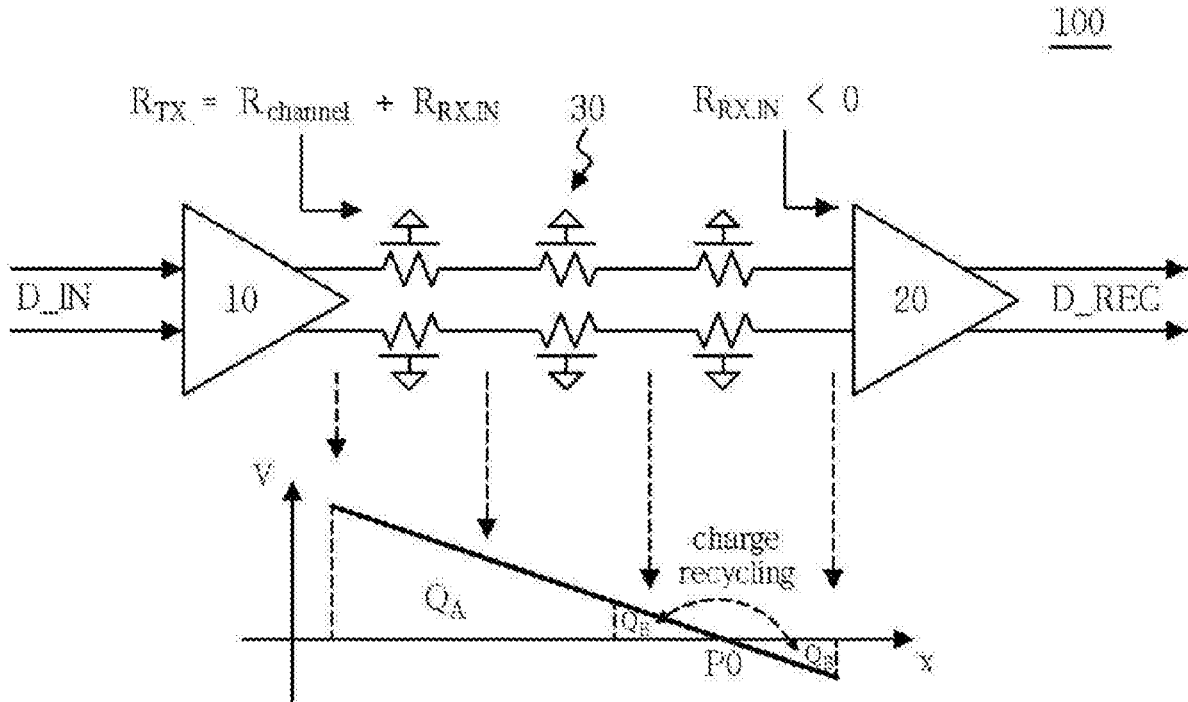 100
R_TX = R_channel + R_RX,IN
30
R_RX,IN < 0
D_IN
10
20
D_REC
V
charge
recycling
Q_A
Q_B
P0
Q_B
x